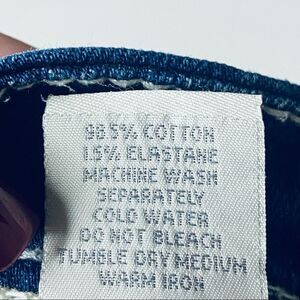 98.5% COTTON
1.5% ELASTANE
MACHINE WASH
SEPARATELY
COLD WATER
DO NOT BLEACH
TUMBLE DRY MEDIUM
WARM IRON